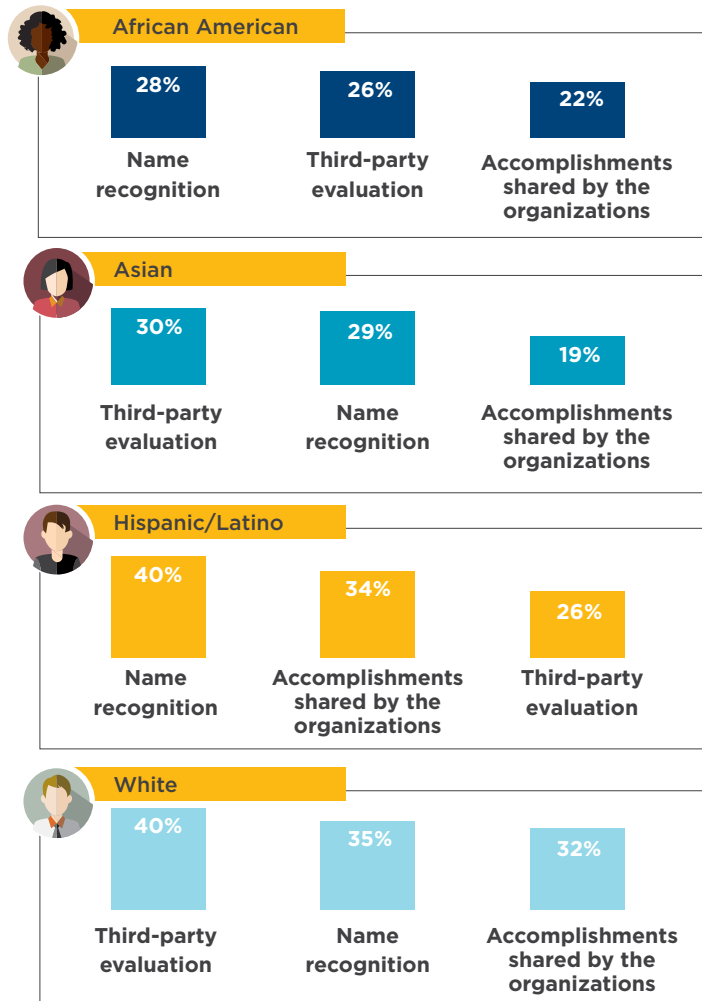 African American
28%
Name
recognition
26%
Third-party
evaluation
22%
Accomplishments
shared by the
organizations
Asian
30%
Third-party
evaluation
29%
Name
recognition
19%
Accomplishments
shared by the
organizations
Hispanic/Latino
40%
Name
recognition
34%
Accomplishments
shared by the
organizations
26%
Third-party
evaluation
White
40%
Third-party
evaluation
35%
Name
recognition
32%
Accomplishments
shared by the
organizations